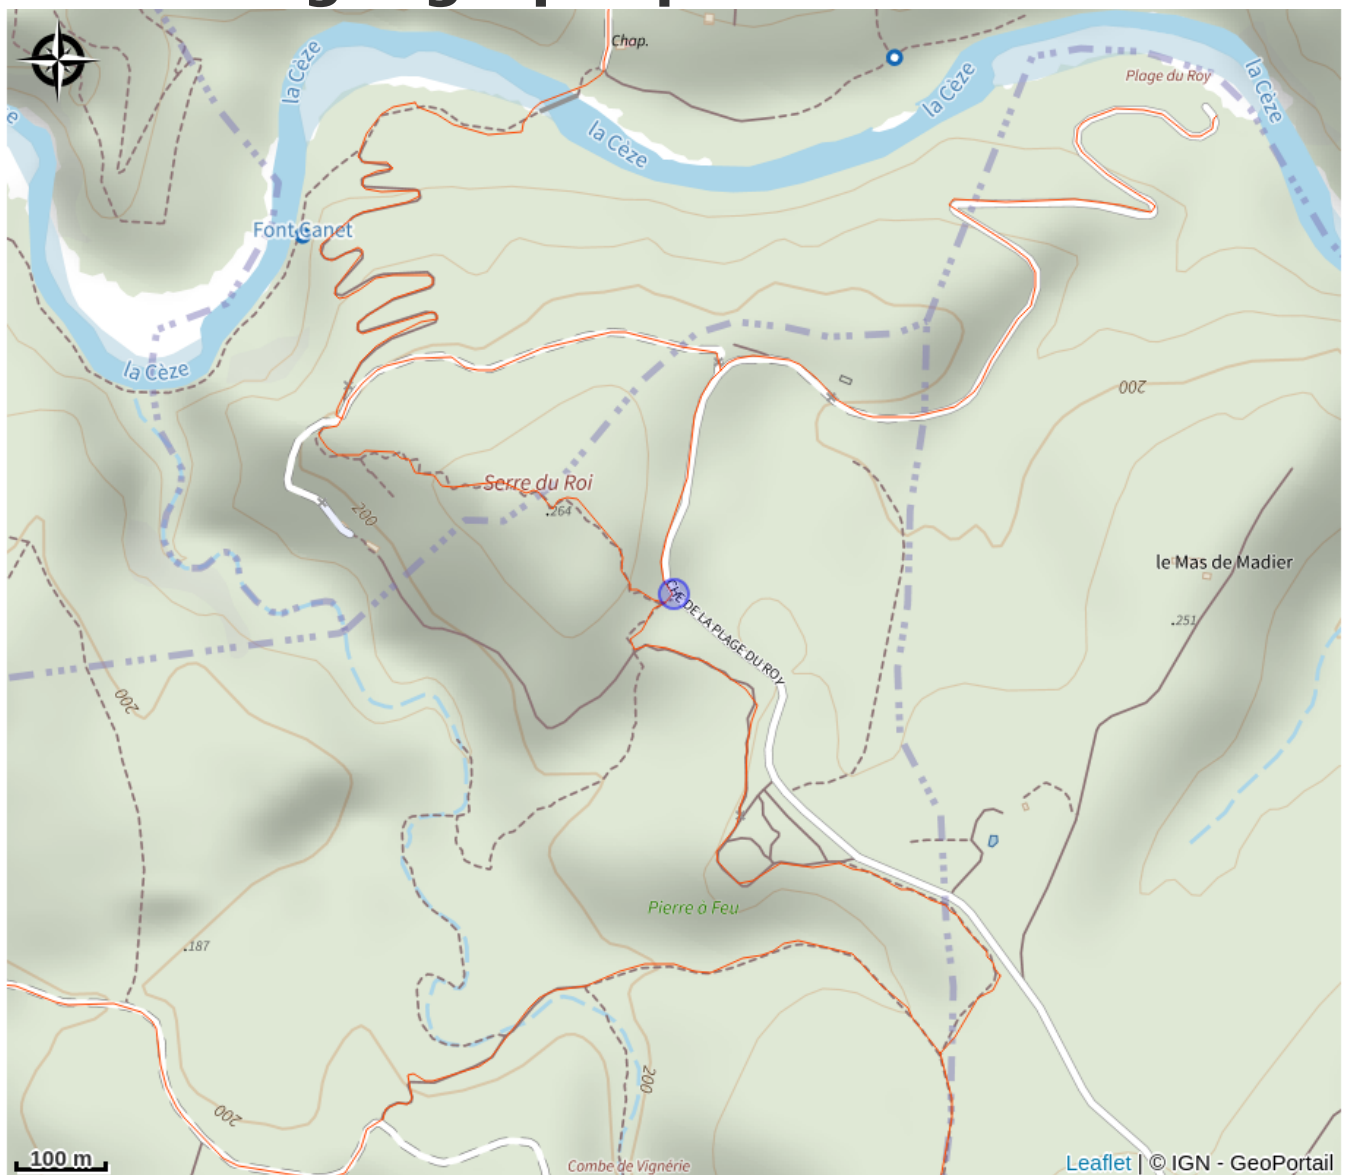 Chap.
Plage du Roy
la Cèze
la Cèze
la Cèze
la Cèze
Font Canet
la Cèze
200
Serre du Roi
264
200
le Mas de Madier
CHE DE LA PLAGE DU ROY
251
200
Pierre à Feu
187
200
200
100 m
Combe de Vignérie
Leaflet | © IGN - GeoPortail